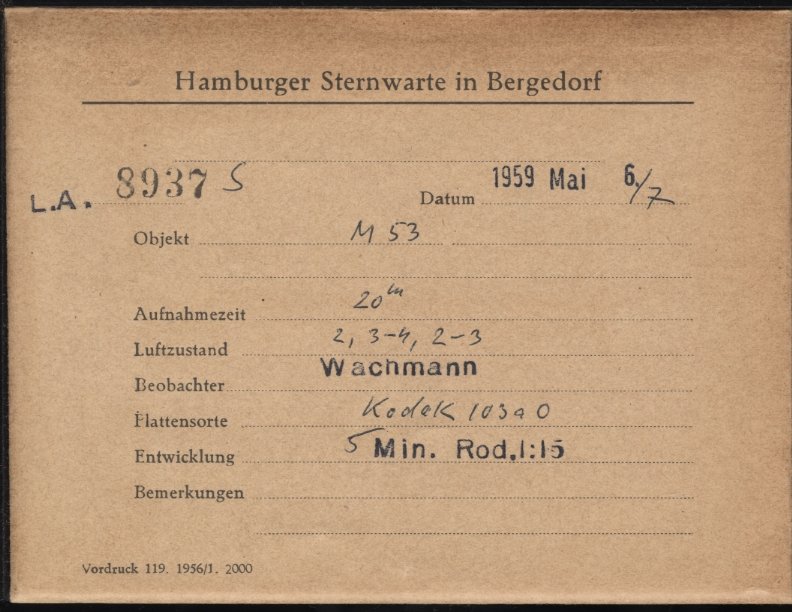 Hamburger Sternwarte in Bergedorf
L.A. 8937 S
Datum 1959 Mai 6./7
Objekt M 53
Aufnahmezeit 20m
Luftzustand 2, 3-4, 2-3
Beobachter Wachmann
Plattensorte Kodak 103a0
Entwicklung 5 Min. Rod.1:15
Bemerkungen
Vordruck 119. 1956/1. 2000